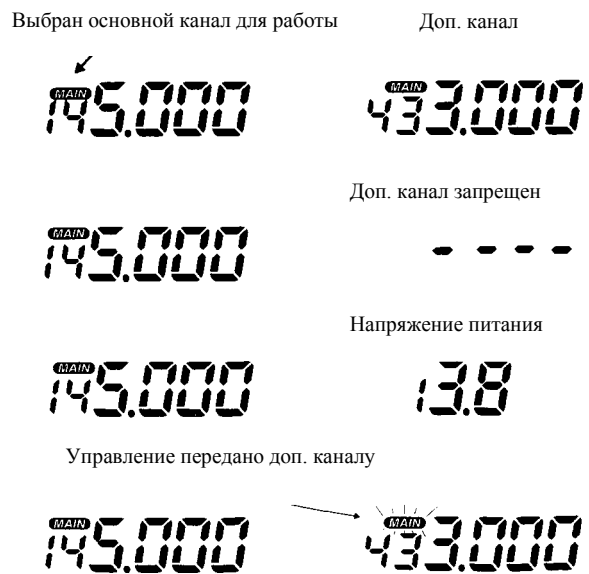 Выбран основной канал для работы Доп. канал
MAIN 145.000 MAIN 433.000
Доп. канал запрещен
MAIN 145.000 - - - -
Напряжение питания
MAIN 145.000 13.8
Управление передано доп. каналу
MAIN 145.000 MAIN 433.000